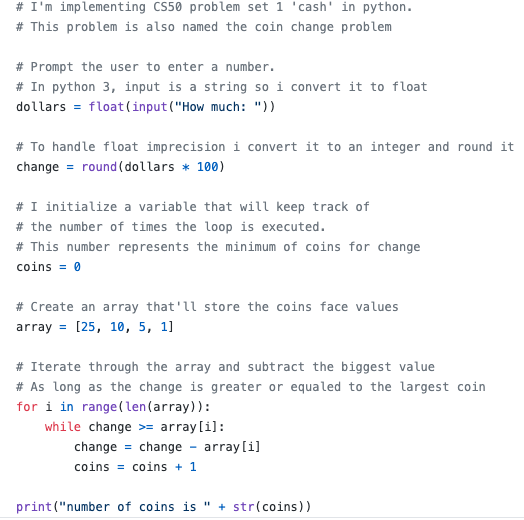 # I'm implementing CS50 problem set 1 'cash' in python.
# This problem is also named the coin change problem
# Prompt the user to enter a number.
# In python 3, input is a string so i convert it to float
dollars = float(input("How much: "))
# To handle float imprecision i convert it to an integer and round it
change = round(dollars * 100)
# I initialize a variable that will keep track of
# the number of times the loop is executed.
# This number represents the minimum of coins for change
coins = 0
# Create an array that'll store the coins face values
array = [25, 10, 5, 1]
# Iterate through the array and subtract the biggest value
# As long as the change is greater or equaled to the largest coin
for i in range(len(array)):
    while change >= array[i]:
        change = change - array[i]
        coins = coins + 1
print("number of coins is " + str(coins))